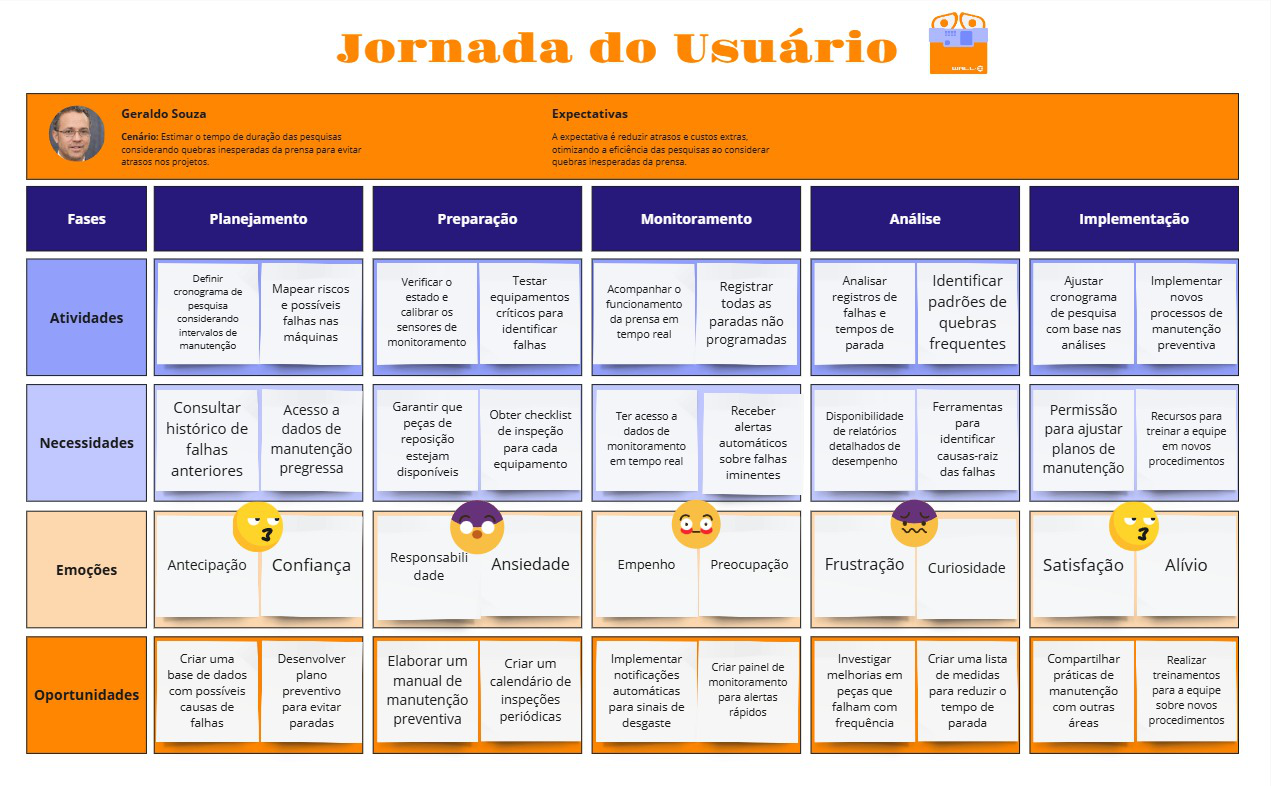 Jornada do Usuário
WALL-E
Geraldo Souza
Cenário: Estimar o tempo de duração das pesquisas
considerando quebras inesperadas da prensa para evitar
atrasos nos projetos.
Expectativas
A expectativa é reduzir atrasos e custos extras,
otimizando a eficiência das pesquisas ao considerar
quebras inesperadas da prensa.
Fases
Planejamento
Preparação
Monitoramento
Análise
Implementação
Atividades
Definir
cronograma de
pesquisa
considerando
intervalos de
manutenção
Mapear riscos
e possíveis
falhas nas
máquinas
Verificar o
estado e
calibrar os
sensores de
monitoramento
Testar
equipamentos
críticos para
identificar
falhas
Acompanhar o
funcionamento
da prensa em
tempo real
Registrar
todas as
paradas não
programadas
Analisar
registros de
falhas e
tempos de
parada
Identificar
padrões de
quebras
frequentes
Ajustar
cronograma
de pesquisa
com base nas
análises
Implementar
novos
processos de
manutenção
preventiva
Necessidades
Consultar
histórico de
falhas
anteriores
Acesso a
dados de
manutenção
pregressa
Garantir que
peças de
reposição
estejam
disponíveis
Obter checklist
de inspeção
para cada
equipamento
Ter acesso a
dados de
monitoramento
em tempo real
Receber
alertas
automáticos
sobre falhas
iminentes
Disponibilidade
de relatórios
detalhados de
desempenho
Ferramentas
para
identificar
causas-raiz
das falhas
Permissão
para ajustar
planos de
manutenção
Recursos para
treinar a equipe
em novos
procedimentos
Emoções
Antecipação
Confiança
Responsabili
dade
Ansiedade
Empenho
Preocupação
Frustração
Curiosidade
Satisfação
Alívio
Oportunidades
Criar uma
base de dados
com possíveis
causas de
falhas
Desenvolver
plano
preventivo
para evitar
paradas
Elaborar um
manual de
manutenção
preventiva
Criar um
calendário de
inspeções
periódicas
Implementar
notificações
automáticas
para sinais de
desgaste
Criar painel de
monitoramento
para alertas
rápidos
Investigar
melhorias em
peças que
falham com
frequência
Criar uma lista
de medidas
para reduzir o
tempo de
parada
Compartilhar
práticas de
manutenção
com outras
áreas
Realizar
treinamentos
para a equipe
sobre novos
procedimentos